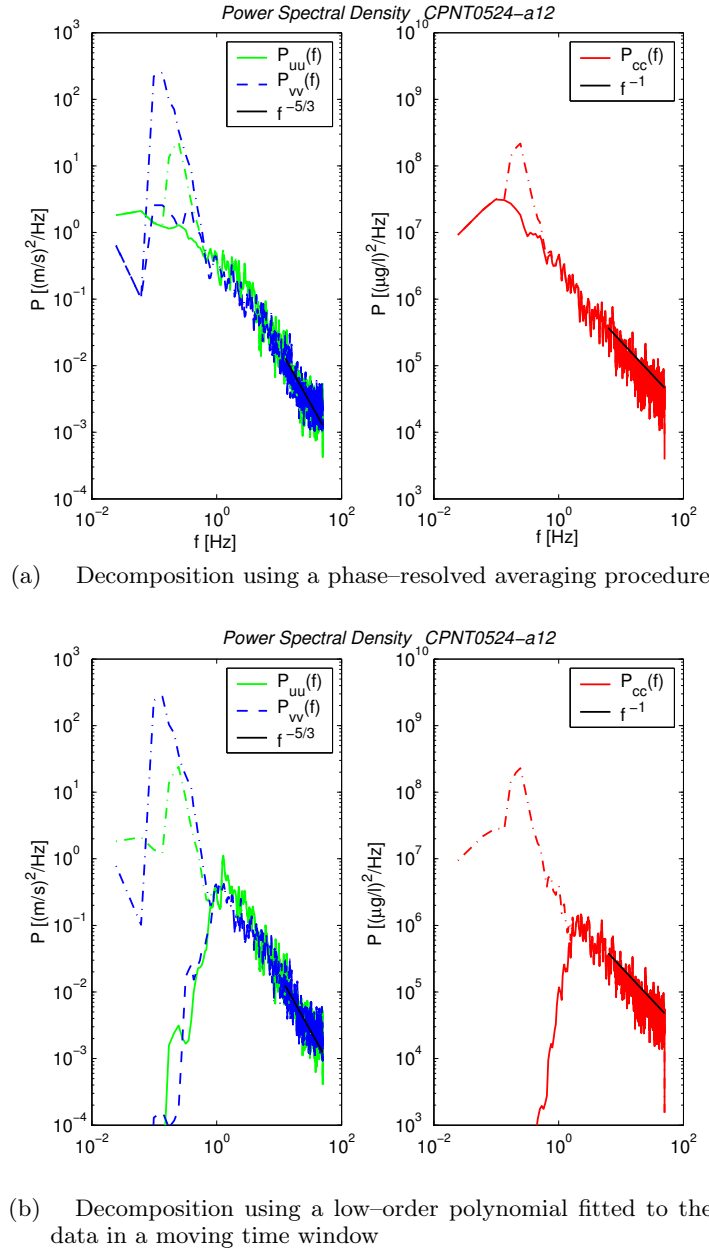 Power Spectral Density CPNT0524–a12
10^3
10^2
10^1
10^0
10^−1
10^−2
10^−3
10^−4
P [(m/s)^2/Hz]
10^−2
10^0
10^2
f [Hz]
P_uu(f)
P_vv(f)
f^−5/3
10^10
10^9
10^8
10^7
10^6
10^5
10^4
10^3
P [(μg/l)^2/Hz]
10^−2
10^0
10^2
f [Hz]
P_cc(f)
f^−1
(a) Decomposition using a phase–resolved averaging procedure
Power Spectral Density CPNT0524–a12
10^3
10^2
10^1
10^0
10^−1
10^−2
10^−3
10^−4
P [(m/s)^2/Hz]
10^−2
10^0
10^2
P_uu(f)
P_vv(f)
f^−5/3
10^10
10^9
10^8
10^7
10^6
10^5
10^4
10^3
P [(μg/l)^2/Hz]
10^−2
10^0
10^2
P_cc(f)
f^−1
(b) Decomposition using a low–order polynomial fitted to the
data in a moving time window